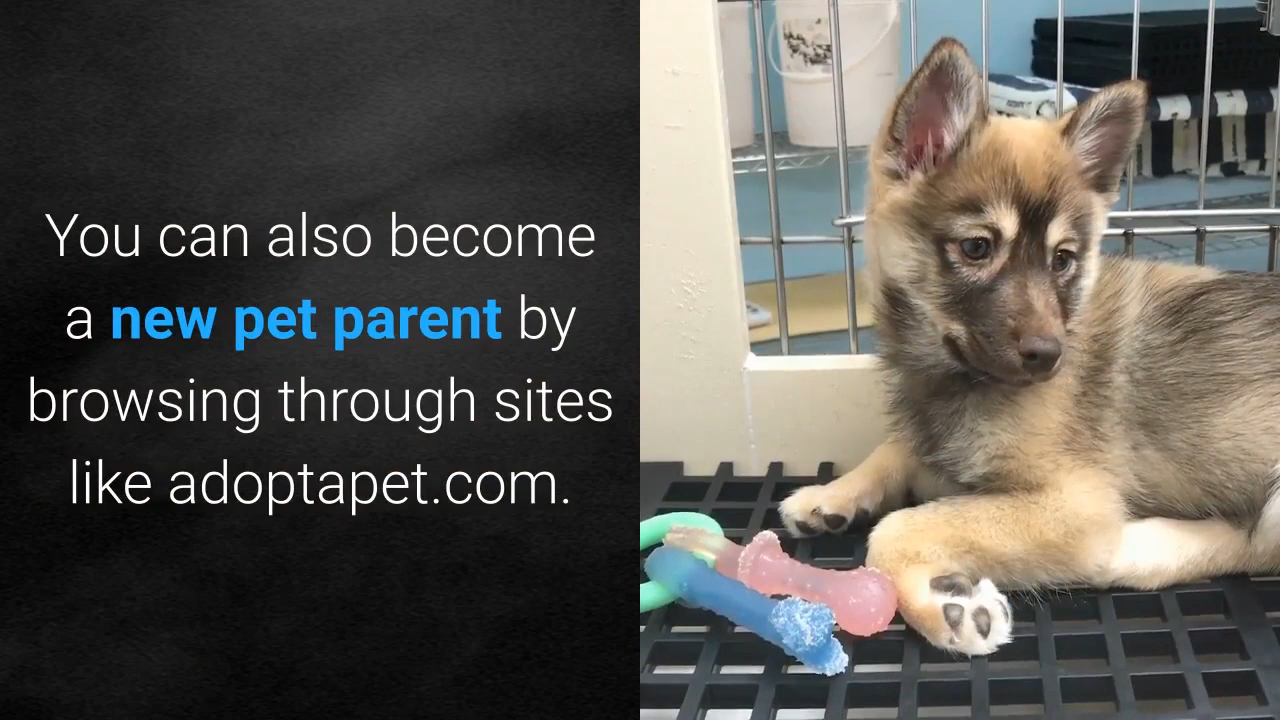 You can also become
a new pet parent by
browsing through sites
like adoptapet.com.